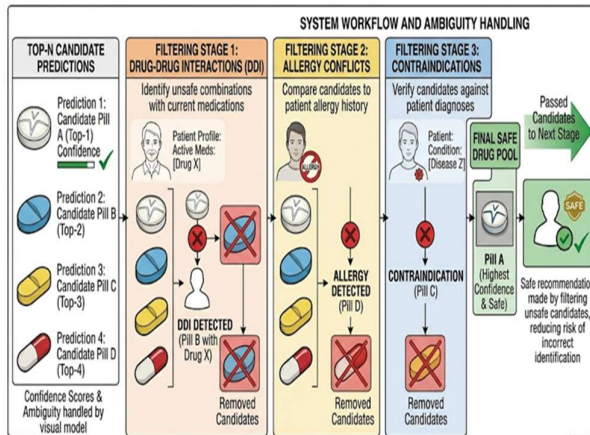 SYSTEM WORKFLOW AND AMBIGUITY HANDLING
TOP-N CANDIDATE
PREDICTIONS
Prediction 1:
Candidate Pill
A (Top-1)
Confidence
Prediction 2:
Candidate Pill B
(Top-2)
Prediction 3:
Candidate Pill C
(Top-3)
Prediction 4:
Candidate Pill D
(Top-4)
Confidence Scores &
Ambiguity handled by
visual model
FILTERING STAGE 1:
DRUG-DRUG INTERACTIONS (DDI)
Identify unsafe combinations
with current medications
Patient Profile:
Active Meds:
[Drug X]
DDI DETECTED
(Pill B with
Drug X)
Removed
Candidates
FILTERING STAGE 2:
ALLERGY CONFLICTS
Compare candidates to
patient allergy history
ALLERGY
ALLERGY
DETECTED
(Pill D)
Removed
Candidates
FILTERING STAGE 3:
CONTRAINDICATIONS
Verify candidates against
patient diagnoses
Patient:
Condition:
[Disease Z]
CONTRAINDICATION
(Pill C)
Removed
Candidates
FINAL SAFE
DRUG POOL
Pill A
(Highest
Confidence
& Safe)
Passed
Candidates
to Next Stage
SAFE
Safe recommendation
made by filtering
unsafe candidates,
reducing risk of
incorrect
identification